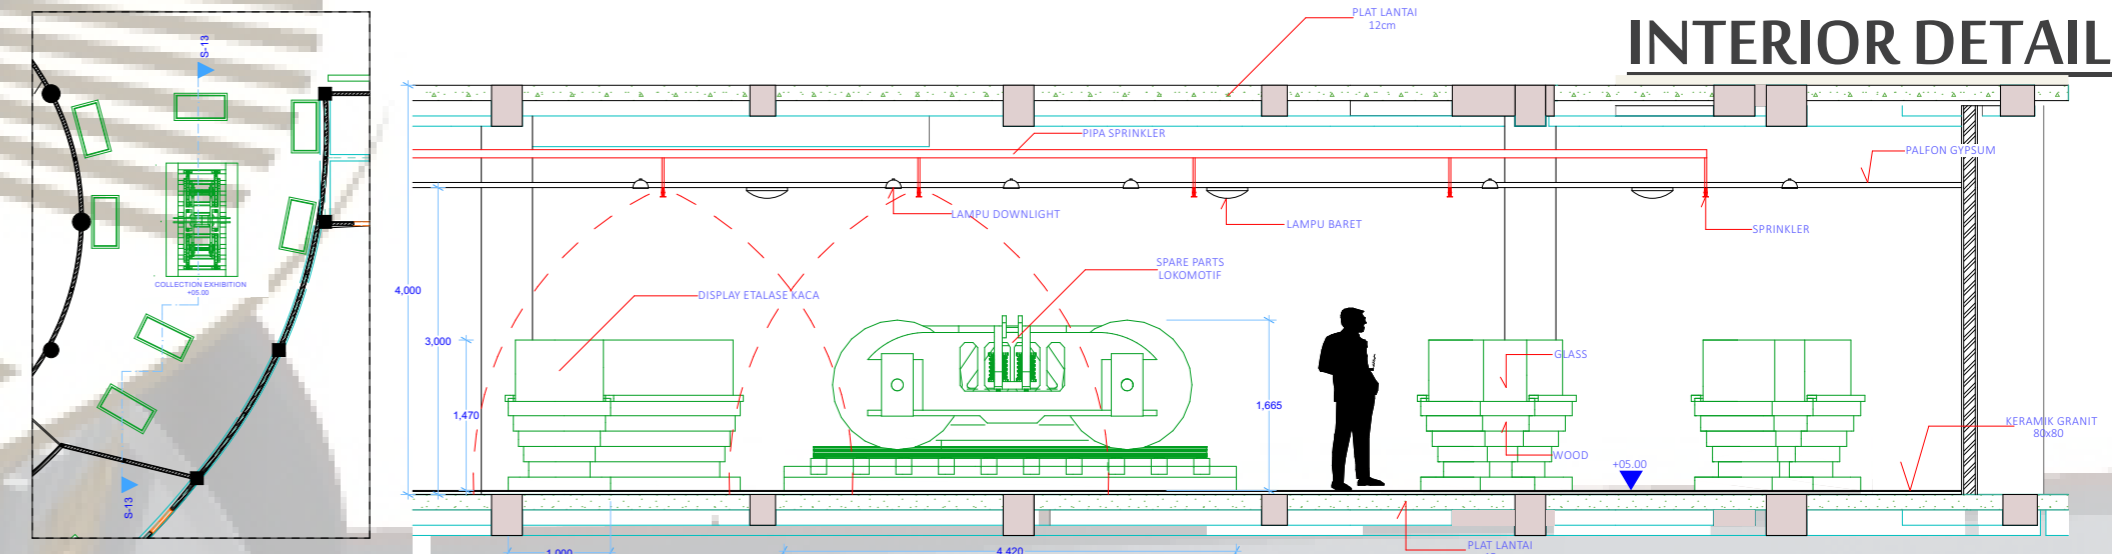 INTERIOR DETAIL
S-13
COLLECTION EXHIBITION
+05.00
S-13
PLAT LANTAI
12cm
PIPA SPRINKLER
PALFON GYPSUM
LAMPU DOWNLIGHT
LAMPU BARET
SPRINKLER
SPARE PARTS
LOKOMOTIF
DISPLAY ETALASE KACA
4,000
3,000
1,470
1,665
GLASS
WOOD
+05.00
KERAMIK GRANIT
80x80
PLAT LANTAI
1,000
4,420